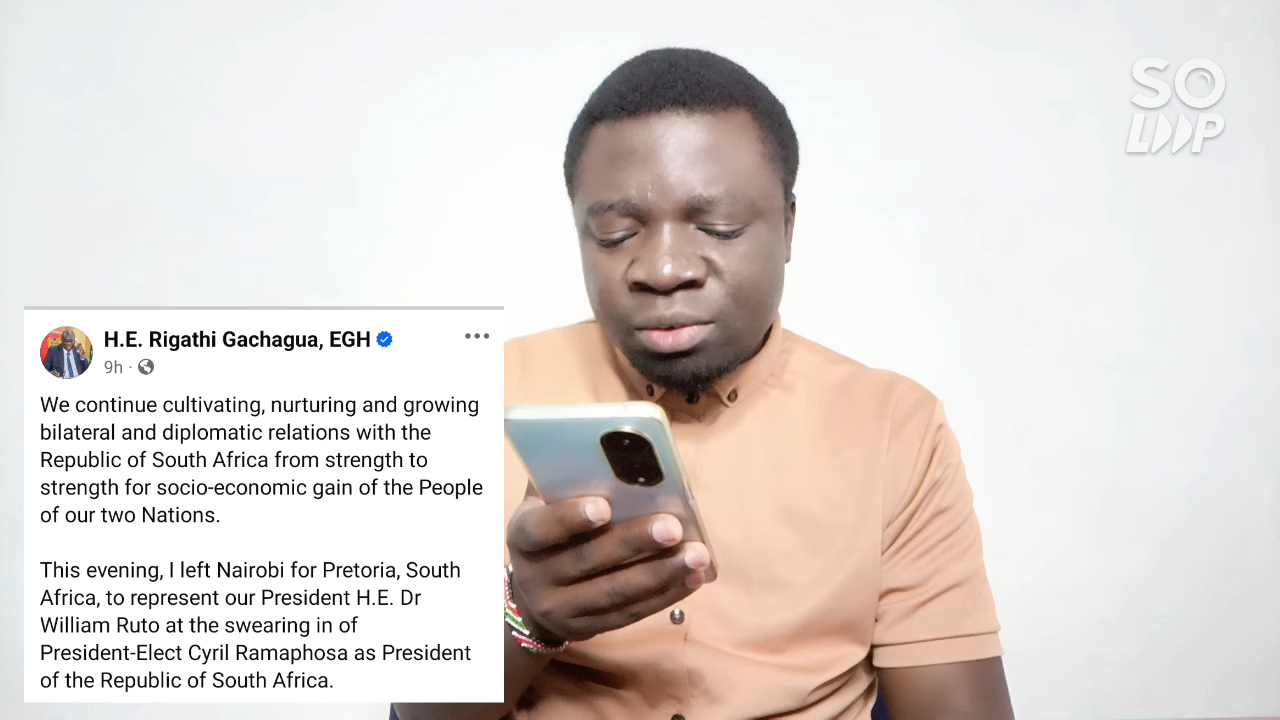 SO
LOOP
H.E. Rigathi Gachagua, EGH
9h ·
We continue cultivating, nurturing and growing
bilateral and diplomatic relations with the
Republic of South Africa from strength to
strength for socio-economic gain of the People
of our two Nations.
This evening, I left Nairobi for Pretoria, South
Africa, to represent our President H.E. Dr
William Ruto at the swearing in of
President-Elect Cyril Ramaphosa as President
of the Republic of South Africa.